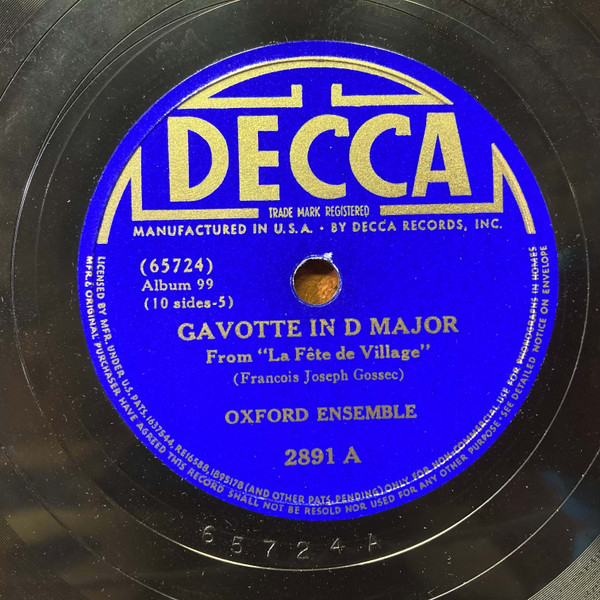 DECCA
TRADE MARK REGISTERED
MANUFACTURED IN U.S.A. · BY DECCA RECORDS, INC.
(65724)
Album 99
(10 sides-5)
GAVOTTE IN D MAJOR
From "La Fête de Village"
(Francois Joseph Gossec)
OXFORD ENSEMBLE
2891 A
LICENSED BY MFR. UNDER U.S. PATS. 1637544, RE16588, 1895178 (AND OTHER PATS. PENDING) ONLY FOR NON-COMMERCIAL USE FOR PHONOGRAPHS IN HOMES
MFR. & ORIGINAL PURCHASER HAVE AGREED THIS RECORD SHALL NOT BE RESOLD NOR USED FOR ANY OTHER PURPOSE · SEE DETAILED NOTICE ON ENVELOPE
65724A